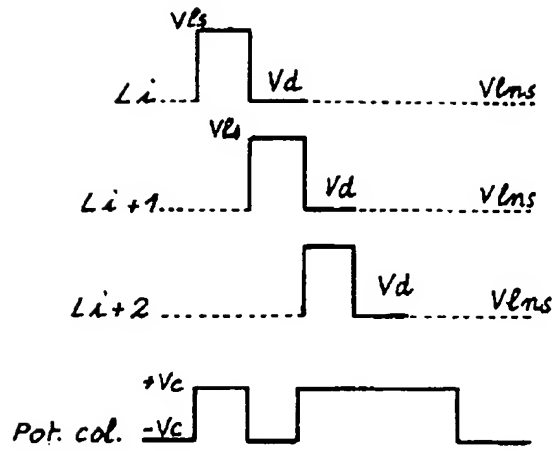 Vls
Li Vd Vlns
Vls
Li+1 Vd Vlns
Li+2 Vd Vlns
+Vc
Pot. col. -Vc